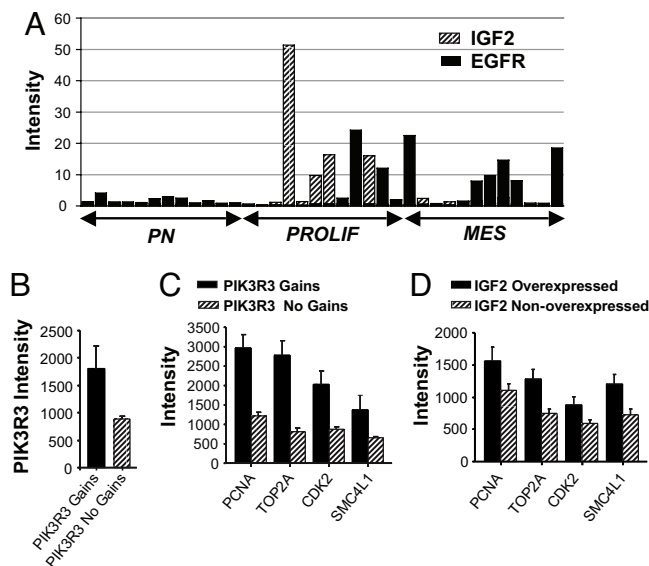 A
IGF2
EGFR
Intensity
60
50
40
30
20
10
0
PN PROLIF MES
B
PIK3R3 Intensity
2500
2000
1500
1000
500
0
PIK3R3 Gains
PIK3R3 No Gains
C
PIK3R3 Gains
PIK3R3 No Gains
Intensity
3500
3000
2500
2000
1500
1000
500
0
PCNA
TOP2A
CDK2
SMC4L1
D
IGF2 Overexpressed
IGF2 Non-overexpressed
Intensity
2000
1500
1000
500
0
PCNA
TOP2A
CDK2
SMC4L1